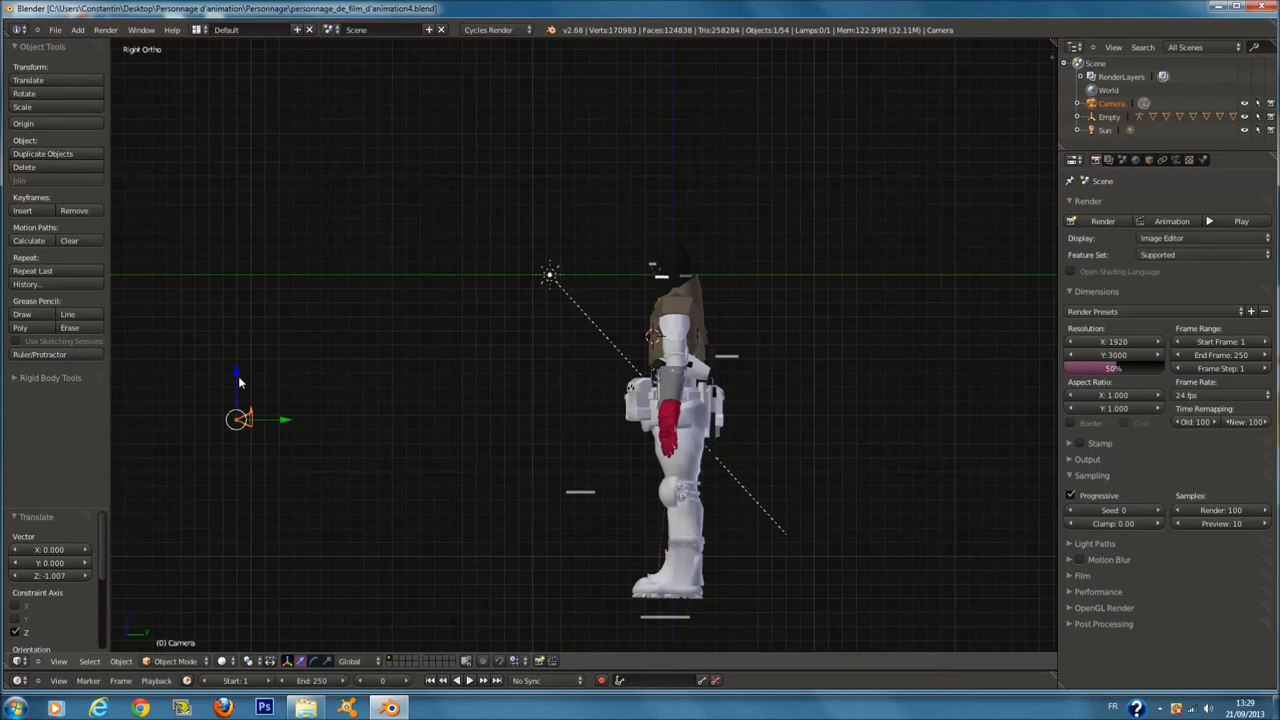 Blender [C:\Users\Constantin\Desktop\Personnage d'animation\Personnage\personnage_de_film_d'animation4.blend]
File Add Render Window Help Default Scene Cycles Render v2.68 | Verts:170983 | Faces:124838 | Tris:258284 | Objects:1/54 | Lamps:0/1 | Mem:122.99M (32.11M) | Camera
Object Tools
Transform:
Translate
Rotate
Scale
Origin
Object:
Duplicate Objects
Delete
Join
Keyframes:
Insert Remove
Motion Paths:
Calculate Clear
Repeat:
Repeat Last
History...
Grease Pencil:
Draw Line
Poly Erase
Use Sketching Sessions
Ruler/Protractor
Rigid Body Tools
Translate
Vector
X: 0.000
Y: 0.000
Z: -1.007
Constraint Axis
X
Y
Z
Orientation
Right Ortho
y
(0) Camera
View Search All Scenes
Scene
RenderLayers
World
Camera
Empty
Sun
Scene
Render
Render Animation Play
Display: Image Editor
Feature Set: Supported
Open Shading Language
Dimensions
Render Presets
Resolution: Frame Range:
X: 1920 Start Frame: 1
Y: 3000 End Frame: 250
50% Frame Step: 1
Aspect Ratio: Frame Rate:
X: 1.000 24 fps
Y: 1.000 Time Remapping:
Border Crop Old: 100 New: 100
Stamp
Output
Sampling
Progressive Samples:
Seed: 0 Render: 100
Clamp: 0.00 Preview: 10
Light Paths
Motion Blur
Film
Performance
OpenGL Render
Post Processing
View Select Object Object Mode Global
View Marker Frame Playback Start: 1 End: 250 0 No Sync
Ps FR 13:29
21/09/2013